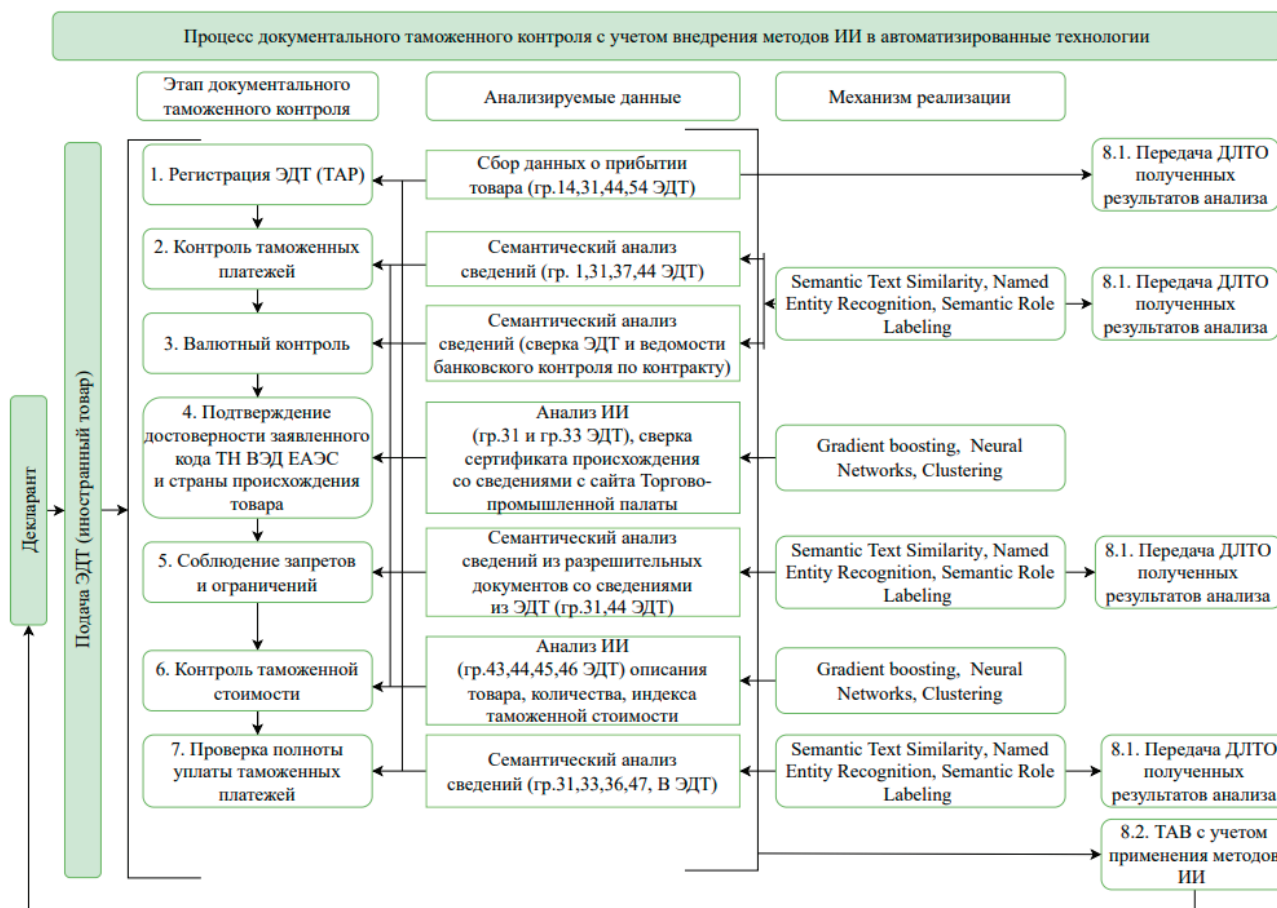 Процесс документального таможенного контроля с учетом внедрения методов ИИ в автоматизированные технологии
Этап документального
таможенного контроля
Анализируемые данные
Механизм реализации
Декларант
Подача ЭДТ (иностранный товар)
1. Регистрация ЭДТ (ТАР)
Сбор данных о прибытии
товара (гр.14,31,44,54 ЭДТ)
8.1. Передача ДЛТО
полученных
результатов анализа
2. Контроль таможенных
платежей
Семантический анализ
сведений (гр. 1,31,37,44 ЭДТ)
Semantic Text Similarity, Named
Entity Recognition, Semantic Role
Labeling
8.1. Передача ДЛТО
полученных
результатов анализа
3. Валютный контроль
Семантический анализ
сведений (сверка ЭДТ и ведомости
банковского контроля по контракту)
4. Подтверждение
достоверности заявленного
кода ТН ВЭД ЕАЭС
и страны происхождения
товара
Анализ ИИ
(гр.31 и гр.33 ЭДТ), сверка
сертификата происхождения
со сведениями с сайта Торгово-
промышленной палаты
Gradient boosting, Neural
Networks, Clustering
5. Соблюдение запретов
и ограничений
Семантический анализ
сведений из разрешительных
документов со сведениями
из ЭДТ (гр.31,44 ЭДТ)
Semantic Text Similarity, Named
Entity Recognition, Semantic Role
Labeling
8.1. Передача ДЛТО
полученных
результатов анализа
6. Контроль таможенной
стоимости
Анализ ИИ
(гр.43,44,45,46 ЭДТ) описания
товара, количества, индекса
таможенной стоимости
Gradient boosting, Neural
Networks, Clustering
7. Проверка полноты
уплаты таможенных
платежей
Семантический анализ
сведений (гр.31,33,36,47, В ЭДТ)
Semantic Text Similarity, Named
Entity Recognition, Semantic Role
Labeling
8.1. Передача ДЛТО
полученных
результатов анализа
8.2. ТАВ с учетом
применения методов
ИИ